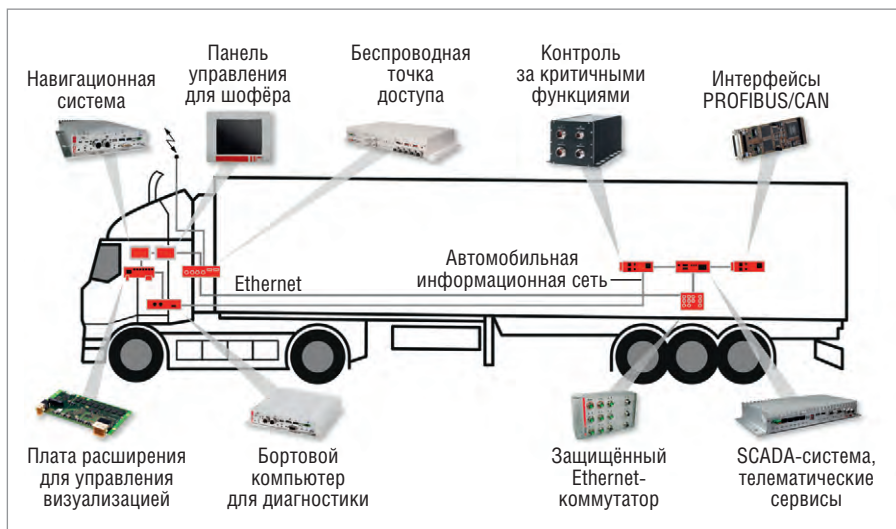 Навигационная
система
Панель
управления
для шофёра
Беспроводная
точка
доступа
Контроль
за критичными
функциями
Интерфейсы
PROFIBUS/CAN
Ethernet
Автомобильная
информационная сеть
Плата расширения
для управления
визуализацией
Бортовой
компьютер
для диагностики
Защищённый
Ethernet-
коммутатор
SCADA-система,
телематические
сервисы